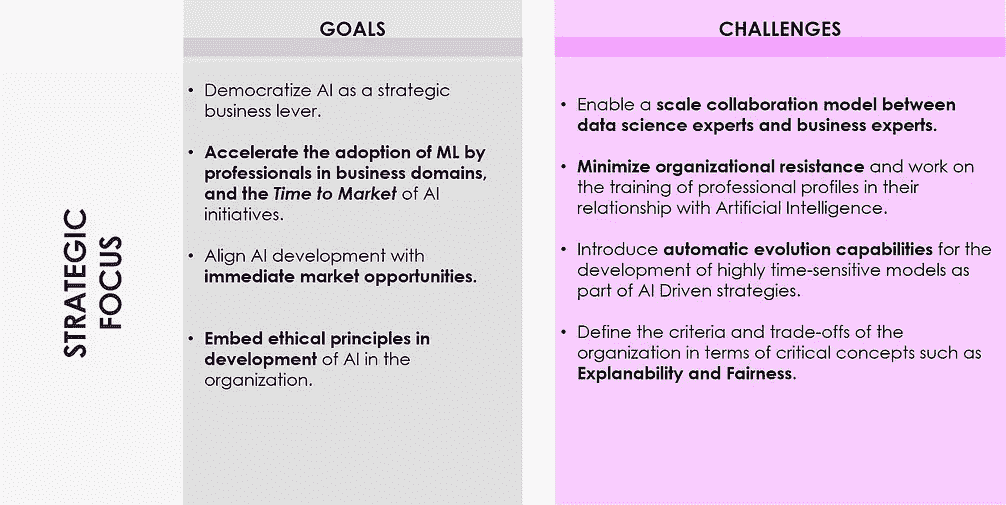 STRATEGIC
FOCUS
GOALS
• Democratize AI as a strategic
business lever.
• Accelerate the adoption of ML by
professionals in business domains,
and the Time to Market of AI
initiatives.
• Align AI development with
immediate market opportunities.
• Embed ethical principles in
development of AI in the
organization.
CHALLENGES
• Enable a scale collaboration model between
data science experts and business experts.
• Minimize organizational resistance and work on
the training of professional profiles in their
relationship with Artificial Intelligence.
• Introduce automatic evolution capabilities for the
development of highly time-sensitive models as
part of AI Driven strategies.
• Define the criteria and trade-offs of the
organization in terms of critical concepts such as
Explanability and Fairness.